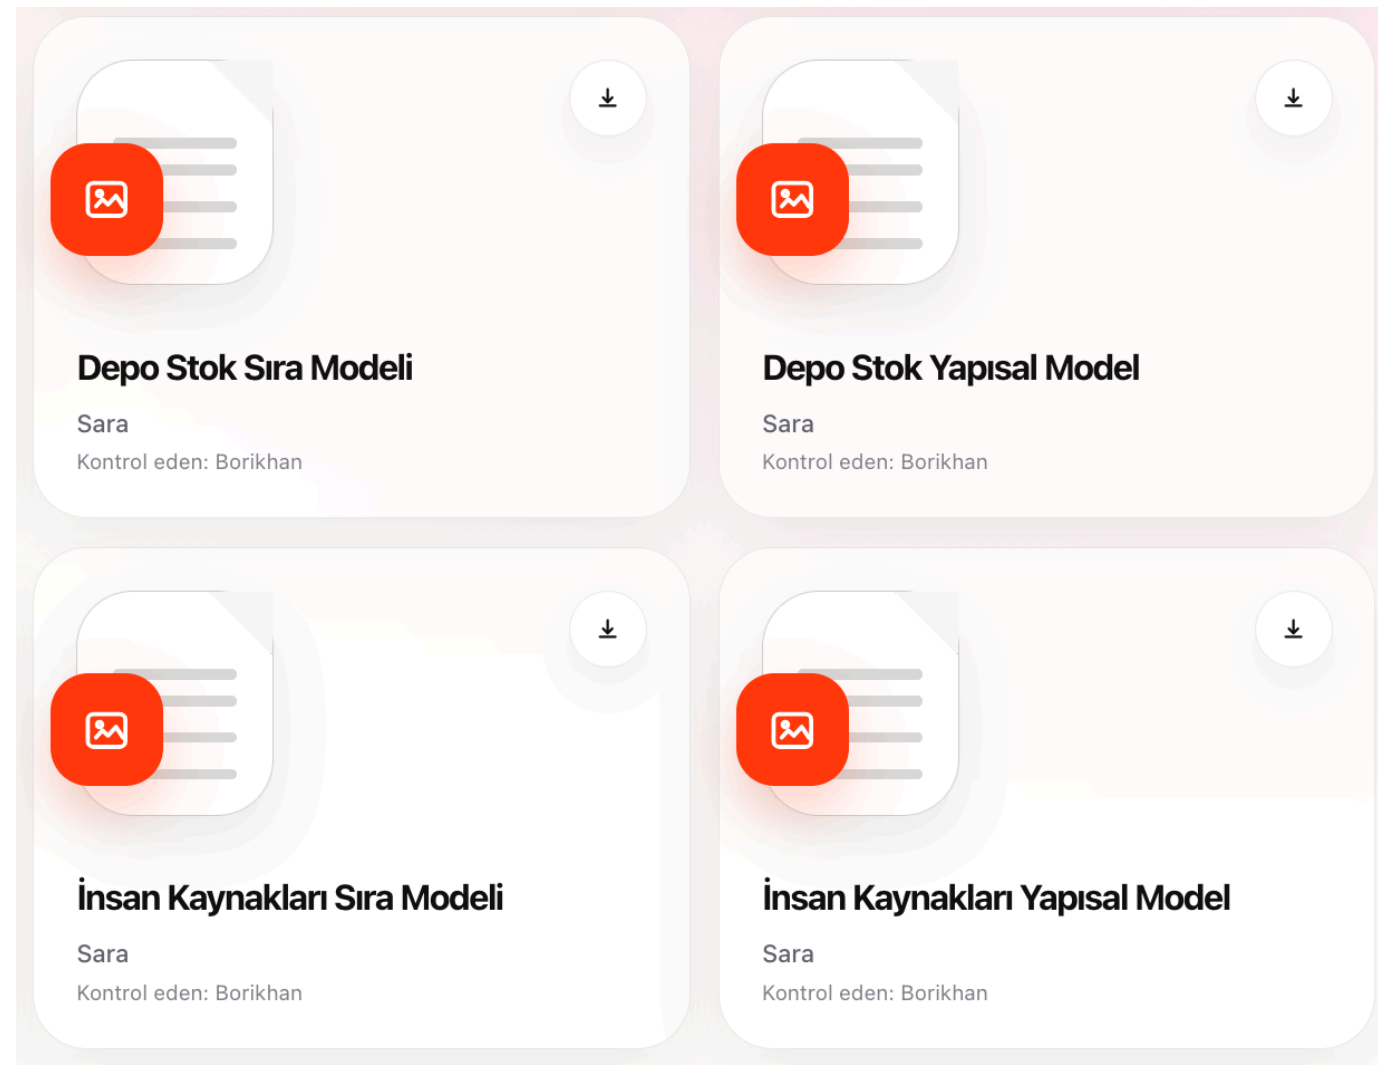 Depo Stok Sıra Modeli
Sara
Kontrol eden: Borikhan
Depo Stok Yapısal Model
Sara
Kontrol eden: Borikhan
İnsan Kaynakları Sıra Modeli
Sara
Kontrol eden: Borikhan
İnsan Kaynakları Yapısal Model
Sara
Kontrol eden: Borikhan